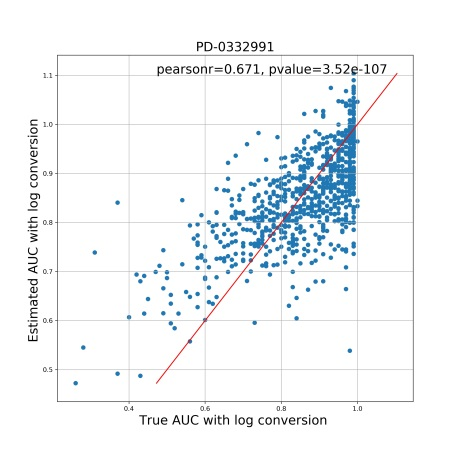 PD-0332991
pearsonr=0.671, pvalue=3.52e-107
1.1
1.0
0.9
0.8
0.7
0.6
0.5
Estimated AUC with log conversion
0.4 0.6 0.8 1.0
True AUC with log conversion